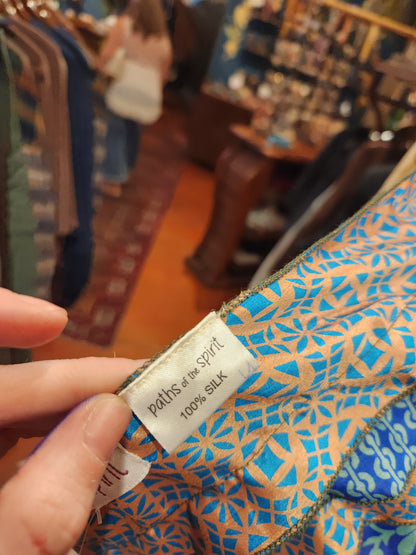 paths of the spirit
100% SILK